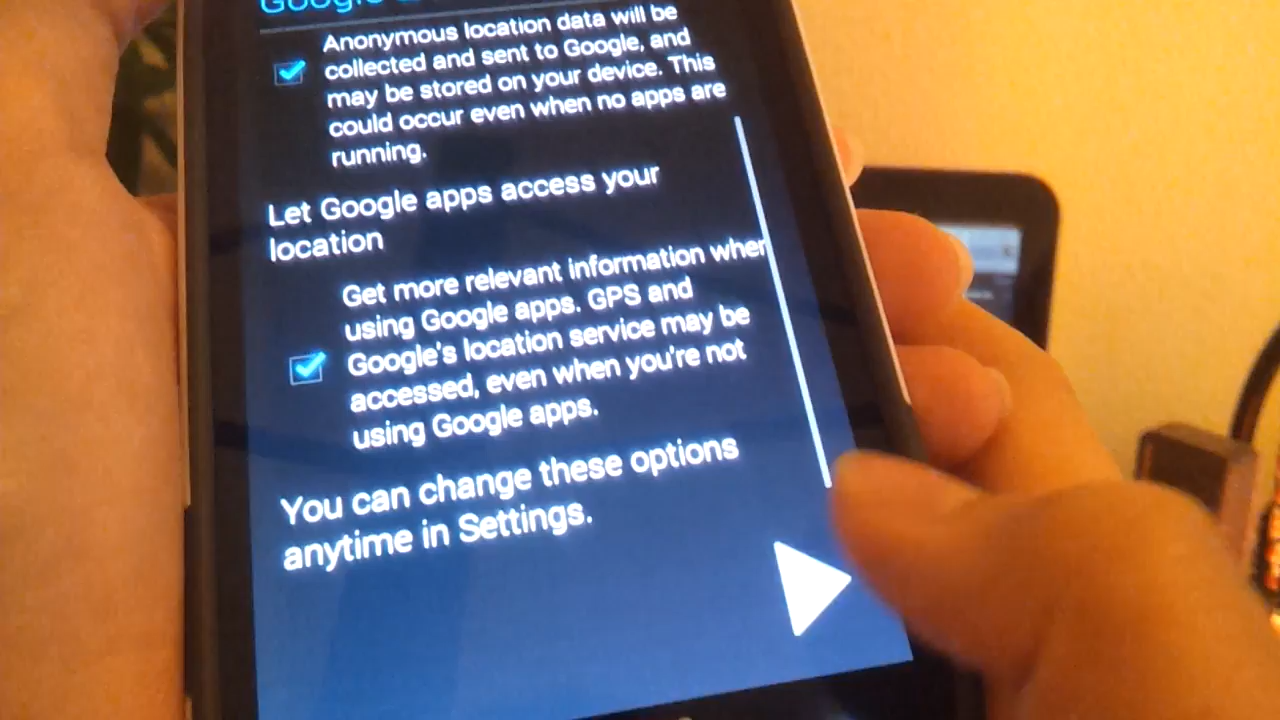 Google
Anonymous location data will be
collected and sent to Google, and
may be stored on your device. This
could occur even when no apps are
running.
Let Google apps access your
location
Get more relevant information when
using Google apps. GPS and
Google's location service may be
accessed, even when you're not
using Google apps.
You can change these options
anytime in Settings.